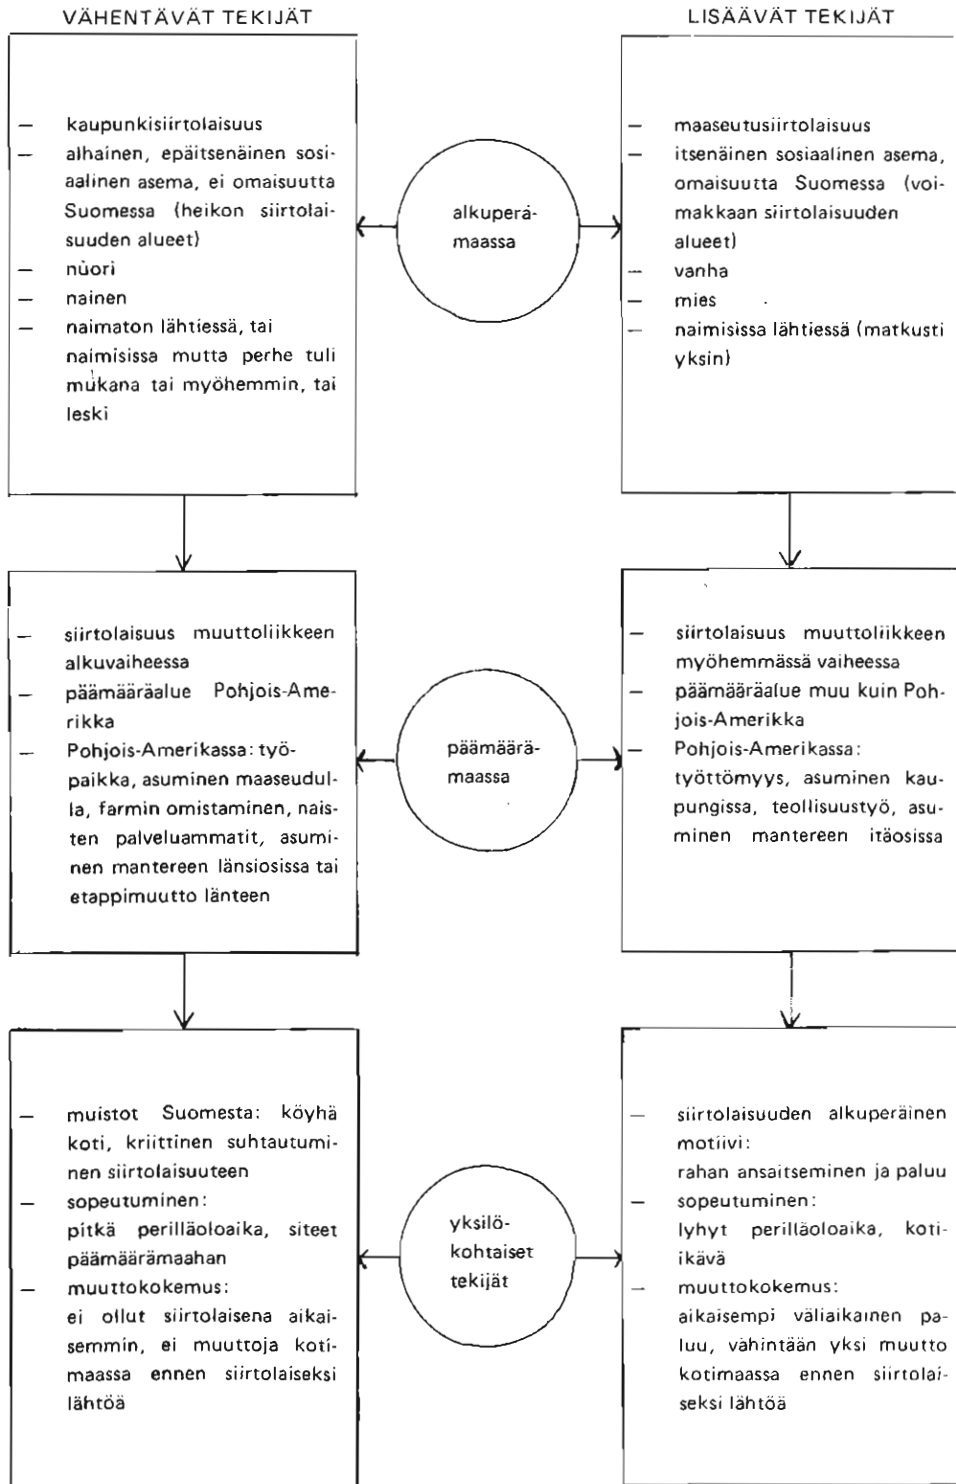 VÄHENTÄVÄT TEKIJÄT
— kaupunkisiirtolaisuus
— alhainen, epäitsenäinen sosi-
aalinen asema, ei omaisuutta
Suomessa (heikon siirtolai-
suuden alueet)
— nuori
— nainen
— naimaton lähtiessä, tai
naimisissa mutta perhe tuli
mukana tai myöhemmin, tai
leski
alkuperä-
maassa
LISÄÄVÄT TEKIJÄT
— maaseutusiirtolaisuus
— itsenäinen sosiaalinen asema,
omaisuutta Suomessa (voi-
makkaan siirtolaisuuden
alueet)
— vanha
— mies
— naimisissa lähtiessä (matkusti
yksin)
— siirtolaisuus muuttoliikkeen
alkuvaiheessa
— päämääräalue Pohjois-Ame-
rikka
— Pohjois-Amerikassa: työ-
paikka, asuminen maaseudul-
la, farmin omistaminen, nais-
ten palveluammatit, asumi-
nen mantereen länsiosissa tai
etappimuutto länteen
päämäärä-
maassa
— siirtolaisuus muuttoliikkeen
myöhemmässä vaiheessa
— päämääräalue muu kuin Poh-
jois-Amerikka
— Pohjois-Amerikassa:
työttömyys, asuminen kau-
pungissa, teollisuustyö, asu-
minen mantereen itäosissa
— muistot Suomesta: köyhä
koti, kriittinen suhtautumi-
nen siirtolaisuuteen
— sopeutuminen:
pitkä perilläoloaika, siteet
päämäärämaahan
— muuttokokemus:
ei ollut siirtolaisena aikai-
semmin, ei muuttoja koti-
maassa ennen siirtolaiseksi
lähtöä
yksilö-
kohtaiset
tekijät
— siirtolaisuuden alkuperäinen
motiivi:
rahan ansaitseminen ja paluu
— sopeutuminen:
lyhyt perilläoloaika, koti-
ikävä
— muuttokokemus:
aikaisempi väliaikainen pa-
luu, vähintään yksi muutto
kotimaassa ennen siirtolai-
seksi lähtöä